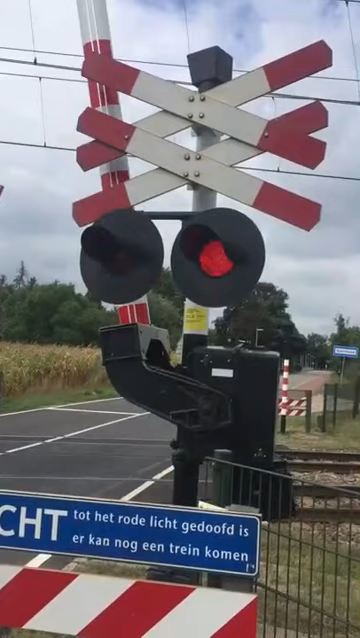 CHT tot het rode licht gedoofd is
er kan nog een trein komen